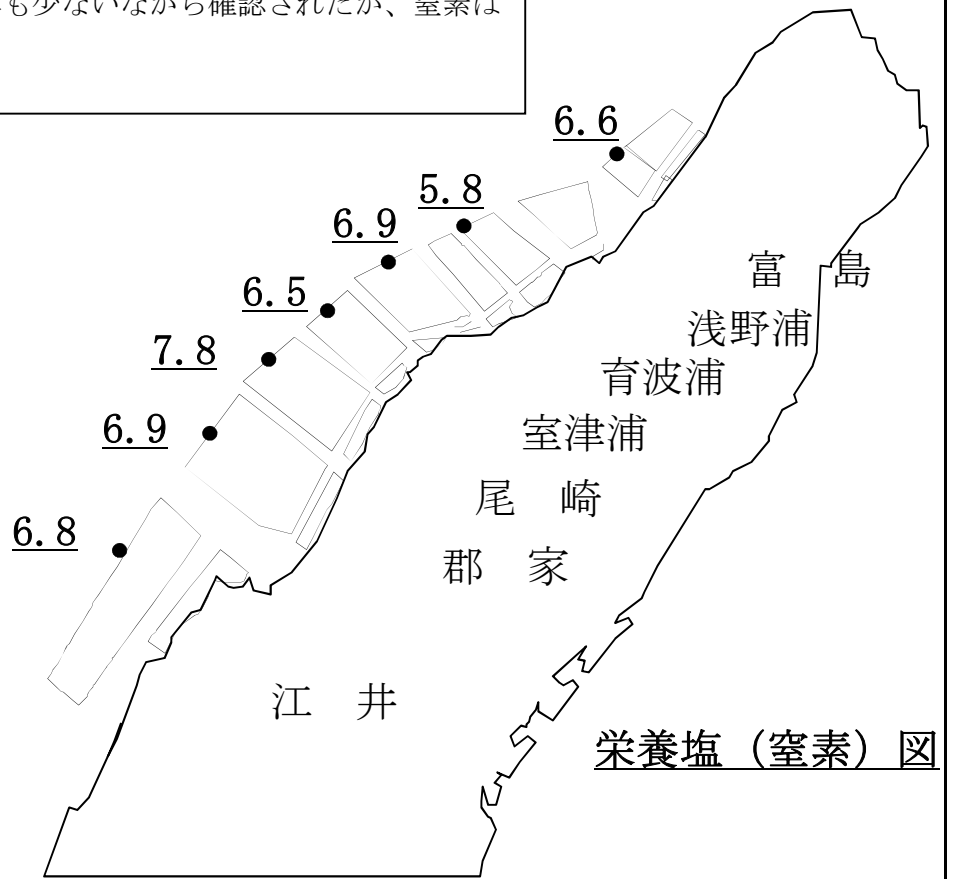 も少ないながら確認されたが、窒素は
6.6
5.8
6.9
6.5
7.8
6.9
6.8
富 島
浅野浦
育波浦
室津浦
尾 崎
郡 家
江 井
栄養塩（窒素）図